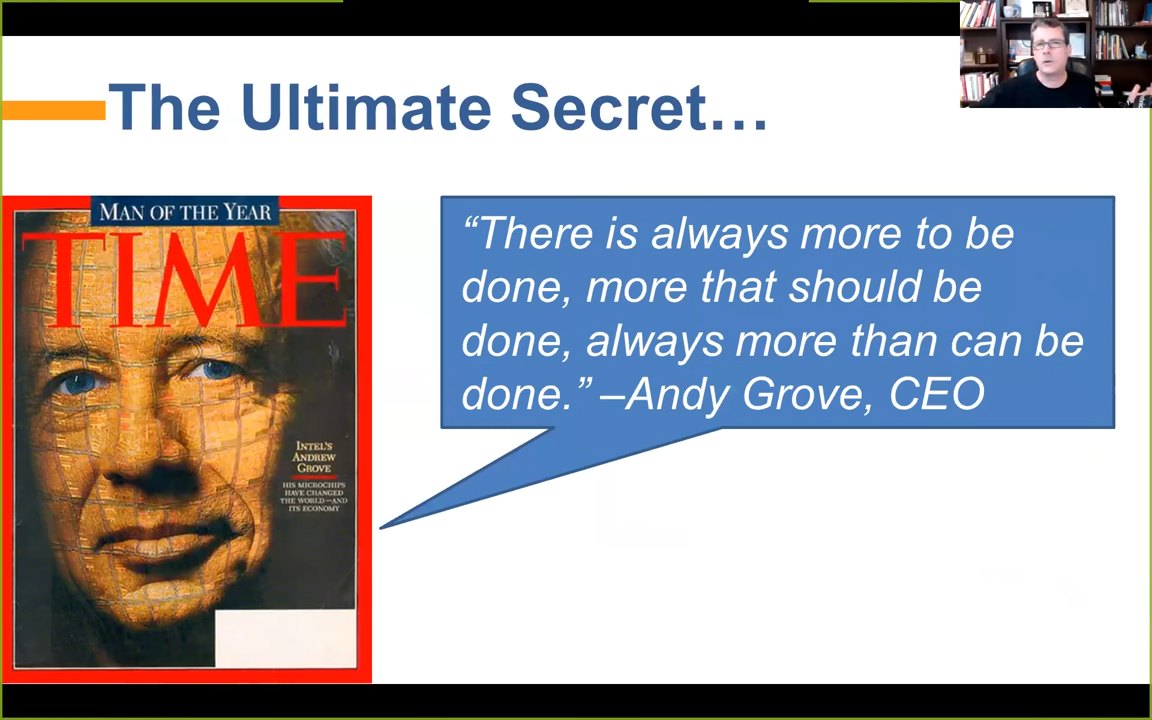 The Ultimate Secret…
MAN OF THE YEAR
TIME
INTEL'S
ANDREW
GROVE
HIS MICROCHIPS
HAVE CHANGED
THE WORLD—AND
ITS ECONOMY
“There is always more to be
done, more that should be
done, always more than can be
done.” –Andy Grove, CEO